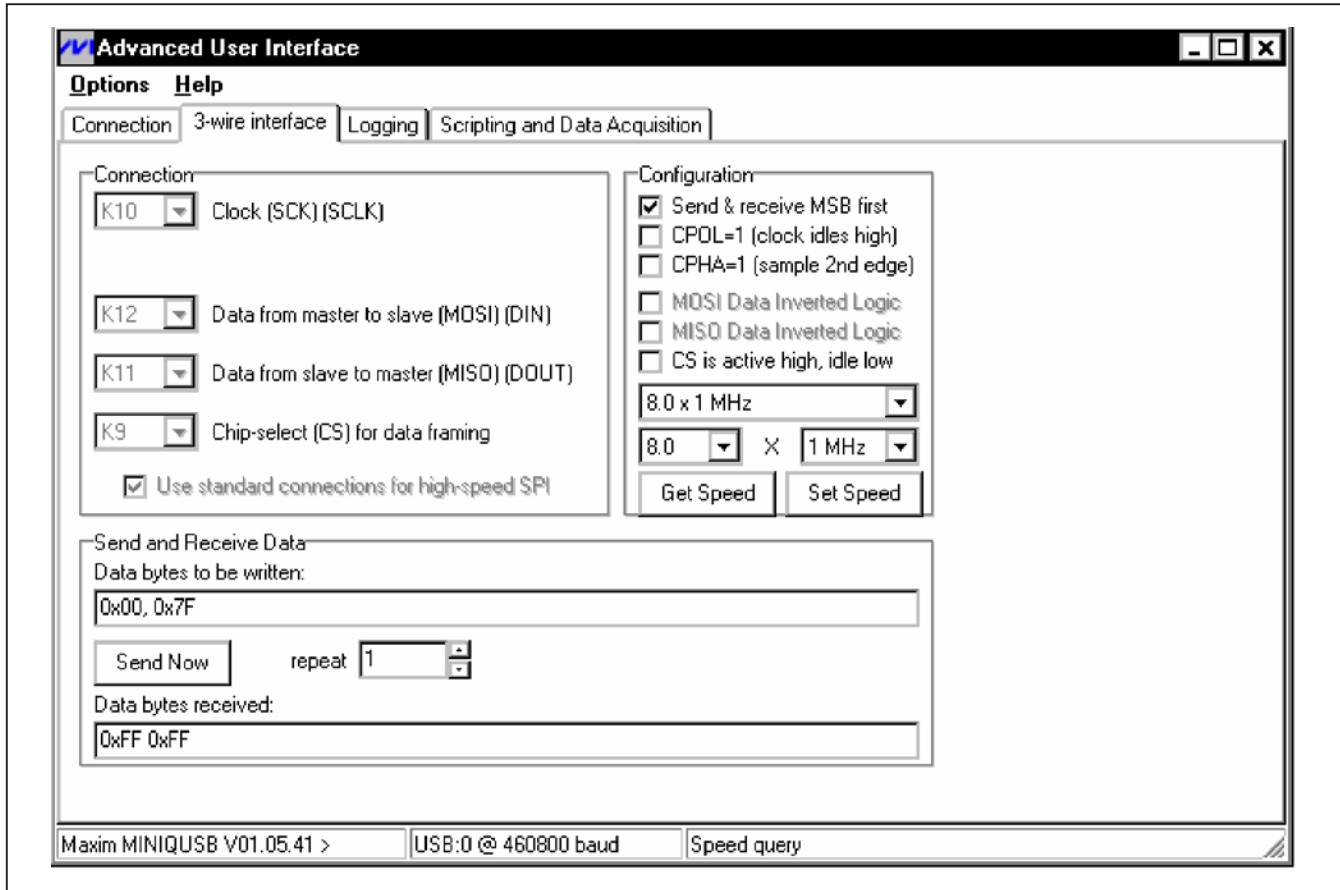 Advanced User Interface
Options Help
Connection 3-wire interface Logging Scripting and Data Acquisition
Connection
K10 Clock (SCK) (SCLK)
K12 Data from master to slave (MOSI) (DIN)
K11 Data from slave to master (MISO) (DOUT)
K9 Chip-select (CS) for data framing
Use standard connections for high-speed SPI
Configuration
Send & receive MSB first
CPOL=1 (clock idles high)
CPHA=1 (sample 2nd edge)
MOSI Data Inverted Logic
MISO Data Inverted Logic
CS is active high, idle low
8.0 x 1 MHz
8.0 X 1 MHz
Get Speed Set Speed
Send and Receive Data
Data bytes to be written:
0x00, 0x7F
Send Now repeat 1
Data bytes received:
0xFF 0xFF
Maxim MINIQUSB V01.05.41 > USB:0 @ 460800 baud Speed query